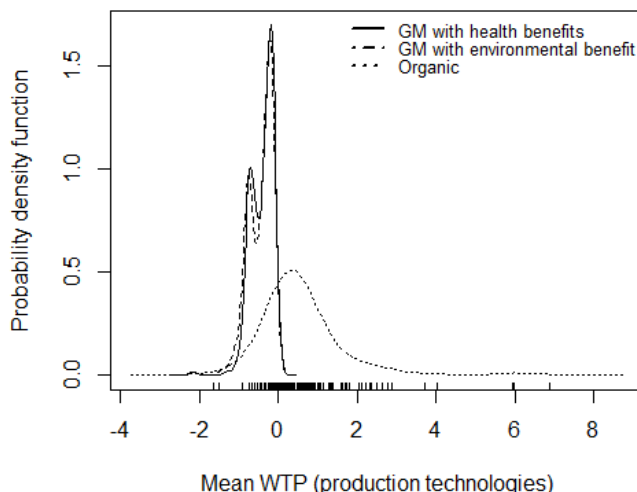 GM with health benefits
GM with environmental benefit
Organic
Probability density function
1.5
1.0
0.5
0.0
-4 -2 0 2 4 6 8
Mean WTP (production technologies)